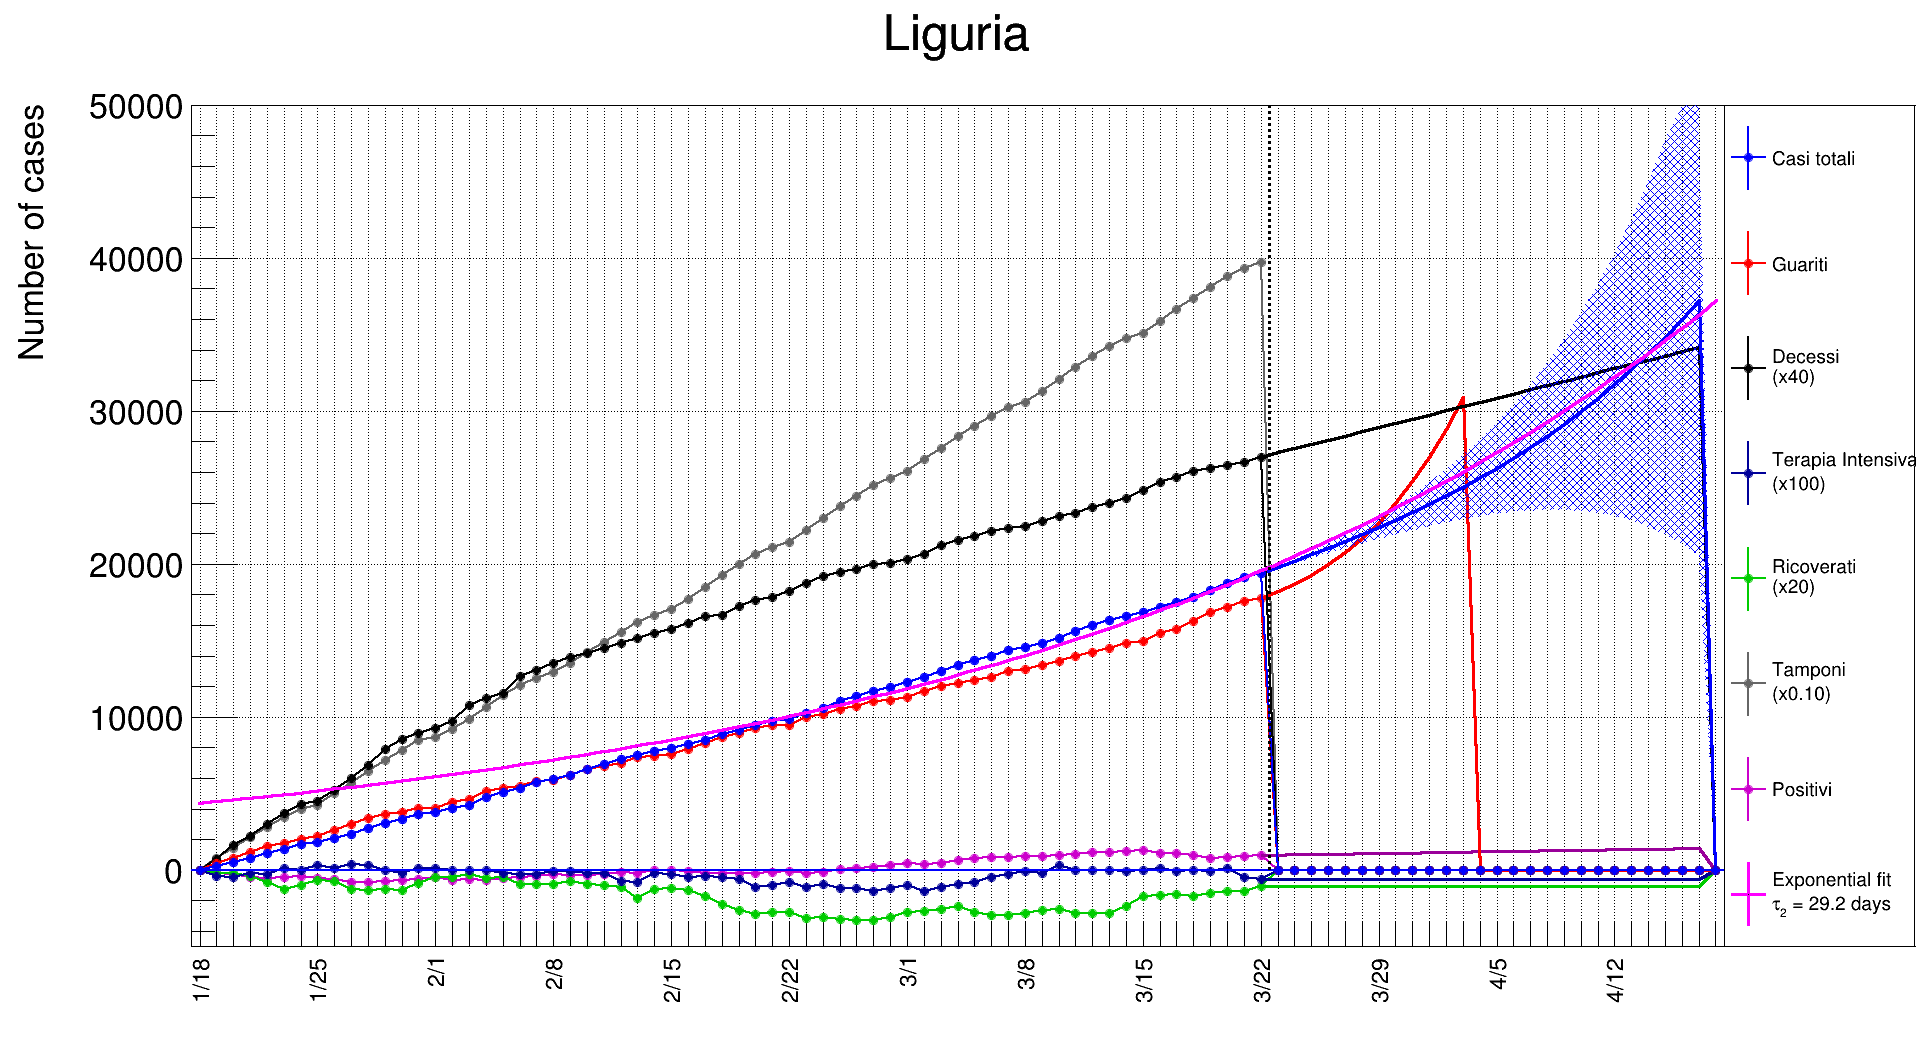 Liguria
Number of cases
50000
40000
30000
20000
10000
0
1/18
1/25
2/1
2/8
2/15
2/22
3/1
3/8
3/15
3/22
3/29
4/5
4/12
Casi totali
Guariti
Decessi
(x40)
Terapia Intensiva
(x100)
Ricoverati
(x20)
Tamponi
(x0.10)
Positivi
Exponential fit
τ2 = 29.2 days